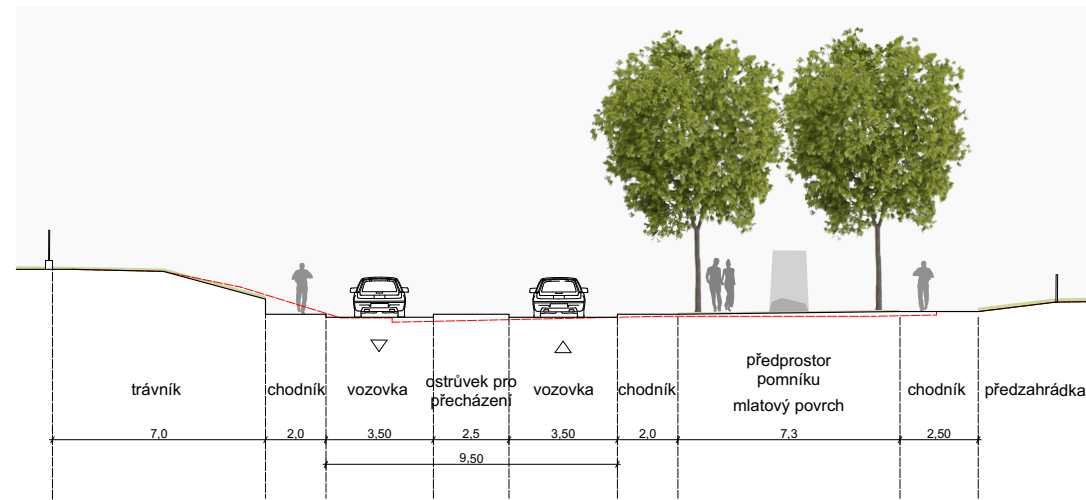 trávník
chodník
vozovka
ostrůvek pro
přecházení
vozovka
chodník
předprostor
pomníku
mlatový povrch
chodník
předzahrádka
7,0
2,0
3,50
2,5
3,50
2,0
7.3
2,50
9,50